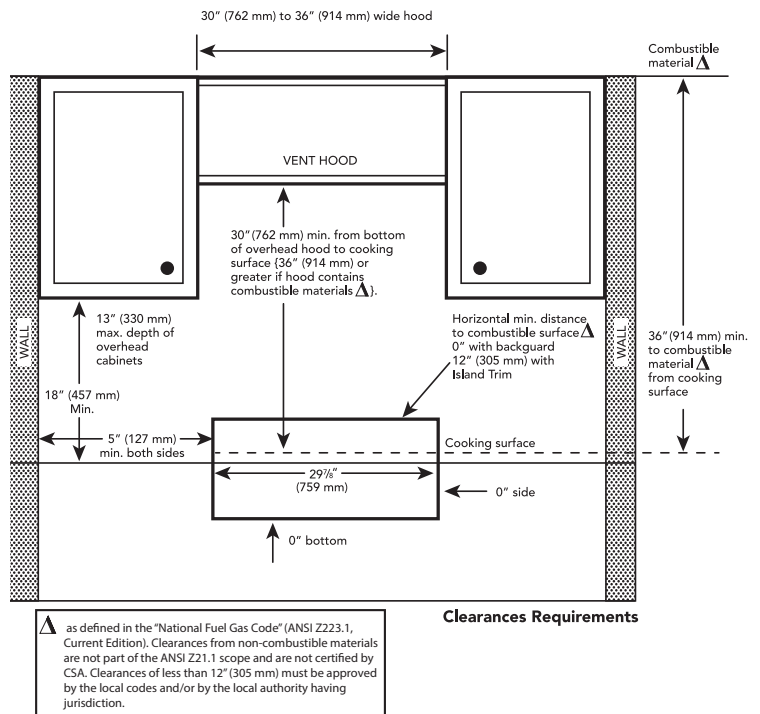 30" (762 mm) to 36" (914 mm) wide hood
Combustible
material Δ
VENT HOOD
30" (762 mm) min. from bottom
of overhead hood to cooking
surface {36" (914 mm) or
greater if hood contains
combustible materials Δ }.
13" (330 mm)
max. depth of
overhead
cabinets
Horizontal min. distance
to combustible surface Δ
0" with backguard
12" (305 mm) with
Island Trim
WALL
WALL
36" (914 mm) min.
to combustible
material Δ
from cooking
surface
18" (457 mm)
Min.
5" (127 mm)
min. both sides
Cooking surface
29⅞"
(759 mm)
0" side
0" bottom
Clearances Requirements
Δ as defined in the "National Fuel Gas Code" (ANSI Z223.1,
Current Edition). Clearances from non-combustible materials
are not part of the ANSI Z21.1 scope and are not certified by
CSA. Clearances of less than 12" (305 mm) must be approved
by the local codes and/or by the local authority having
jurisdiction.